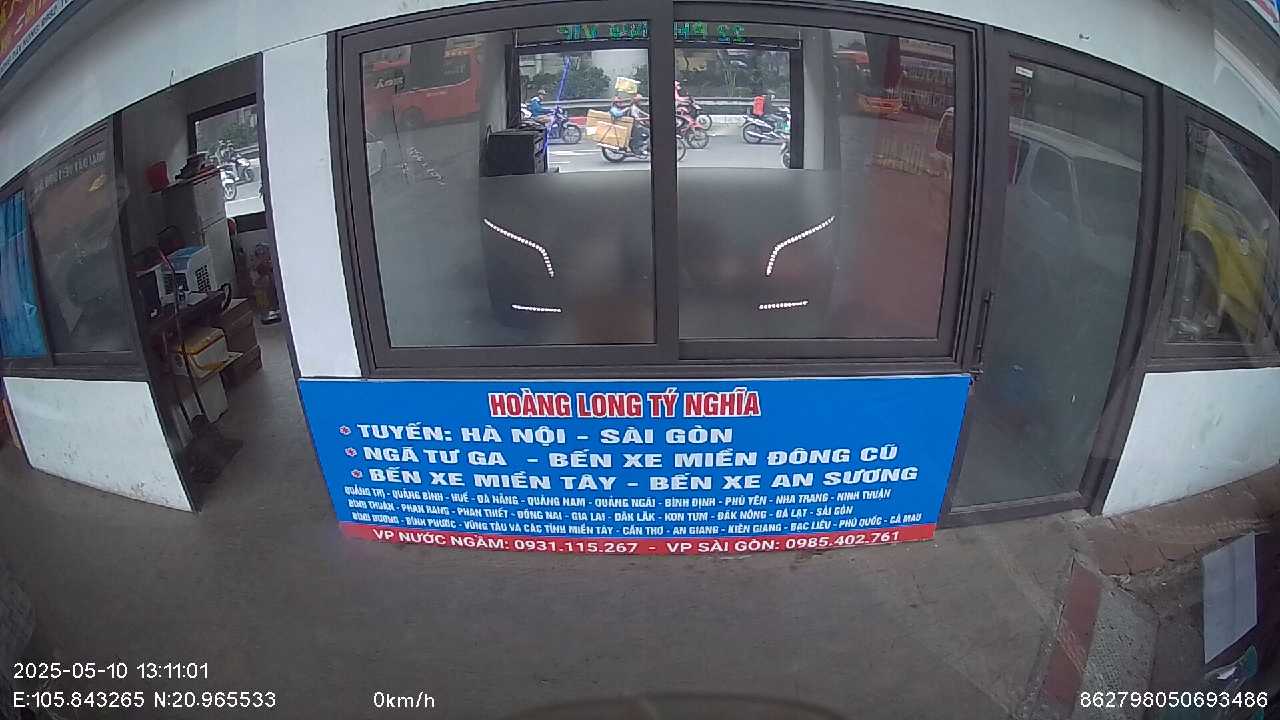 HOÀNG LONG TÝ NGHĨA
* TUYẾN: HÀ NỘI - SÀI GÒN
* NGÃ TƯ GA - BẾN XE MIỀN ĐÔNG CŨ
* BẾN XE MIỀN TÂY - BẾN XE AN SƯƠNG
QUẢNG TRỊ - QUẢNG BÌNH - HUẾ - ĐÀ NẴNG - QUẢNG NAM - QUẢNG NGÃI - BÌNH ĐỊNH - PHÚ YÊN - NHA TRANG - NINH THUẬN
BÌNH THUẬN - PHAN RANG - PHAN THIẾT - ĐỒNG NAI - GIA LAI - ĐĂK LĂK - KON TUM - ĐĂK NÔNG - ĐÀ LẠT - SÀI GÒN
BÌNH DƯƠNG - BÌNH PHƯỚC - VŨNG TÀU VÀ CÁC TỈNH MIỀN TÂY - CẦN THƠ - AN GIANG - KIÊN GIANG - BẠC LIÊU - PHÚ QUỐC - CÀ MAU
VP NƯỚC NGẦM: 0931.115.267 - VP SÀI GÒN: 0985.402.761
2025-05-10 13:11:01
E:105.843265 N:20.965533
0km/h
862798050693486